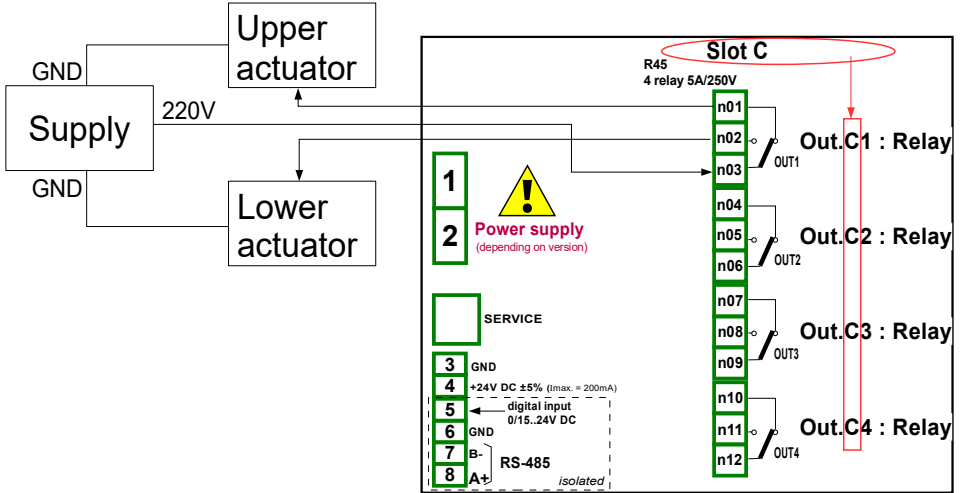 Upper
actuator
GND
Supply
220V
GND
Lower
actuator
Slot C
R45
4 relay 5A/250V
n01
n02
n03
OUT1
Out.C1 : Relay
n04
n05
n06
OUT2
Out.C2 : Relay
n07
n08
n09
OUT3
Out.C3 : Relay
n10
n11
n12
OUT4
Out.C4 : Relay
1
2
!
Power supply
(depending on version)
SERVICE
3 GND
4 +24V DC ±5% (Imax. = 200mA)
5 digital input
0/15..24V DC
6 GND
7 B-
8 A+
RS-485
isolated